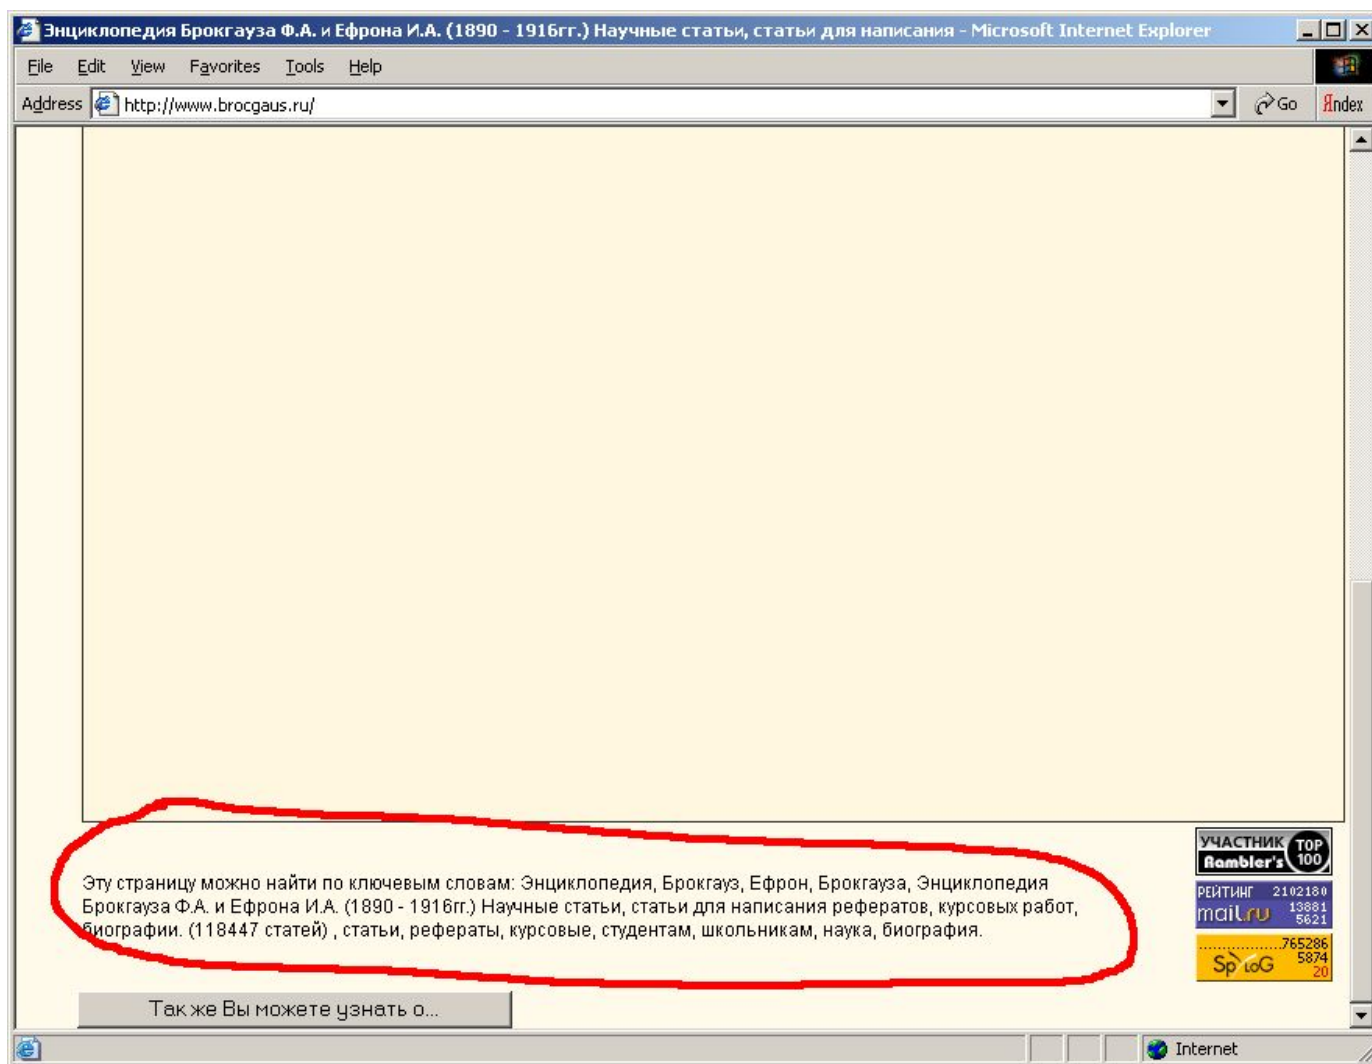 Энциклопедия Брокгауза Ф.А. и Ефрона И.А. (1890 - 1916гг.) Научные статьи, статьи для написания - Microsoft Internet Explorer
File Edit View Favorites Tools Help
Address http://www.brocgaus.ru/ Go Яndex
УЧАСТНИК TOP
Rambler's 100
Эту страницу можно найти по ключевым словам: Энциклопедия, Брокгауз, Ефрон, Брокгауза, Энциклопедия
Брокгауза Ф.А. и Ефрона И.А. (1890 - 1916гг.) Научные статьи, статьи для написания рефератов, курсовых работ,
биографии. (118447 статей) , статьи, рефераты, курсовые, студентам, школьникам, наука, биография.
РЕЙТИНГ 2102180
mail.ru 13881
5621
765286
SpyLOG 5874
20
Так же Вы можете узнать о...
Internet